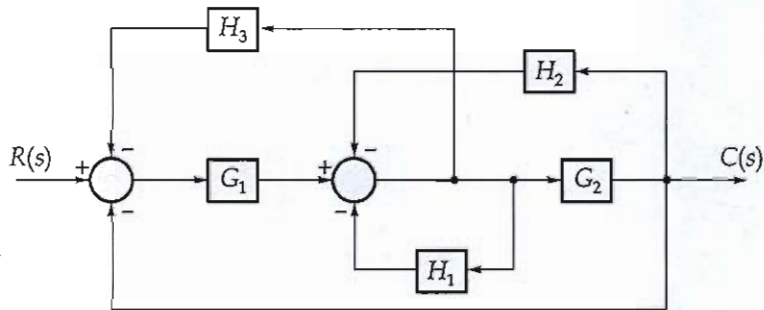 H₃
H₂
R(s) + − G₁ + − G₂ C(s)
− −
H₁